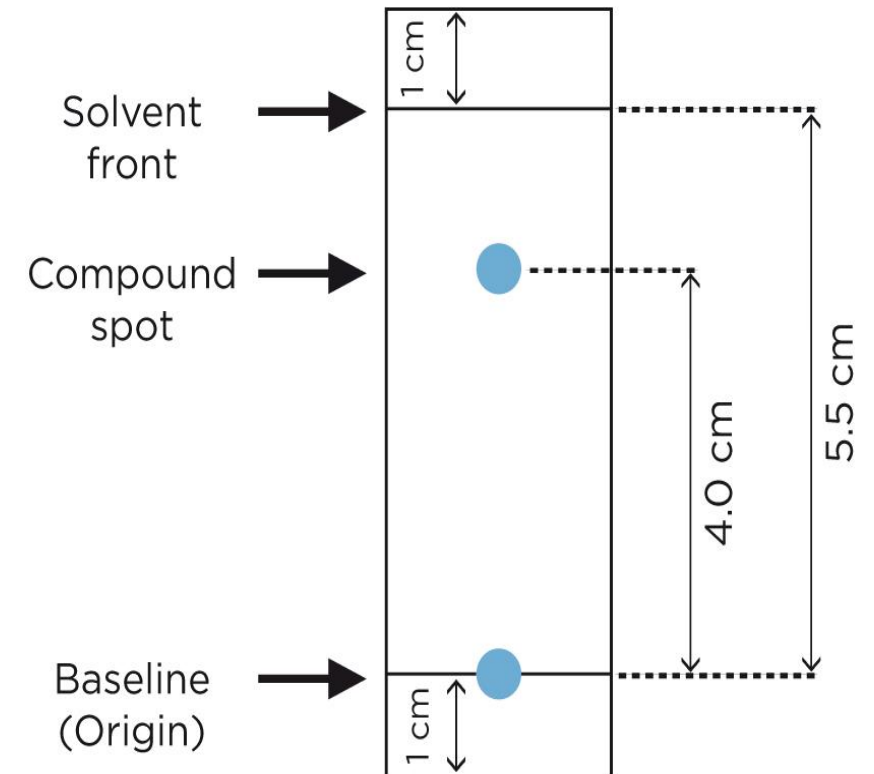 1 cm
Solvent
front
Compound
spot
4.0 cm
5.5 cm
Baseline
(Origin)
1 cm